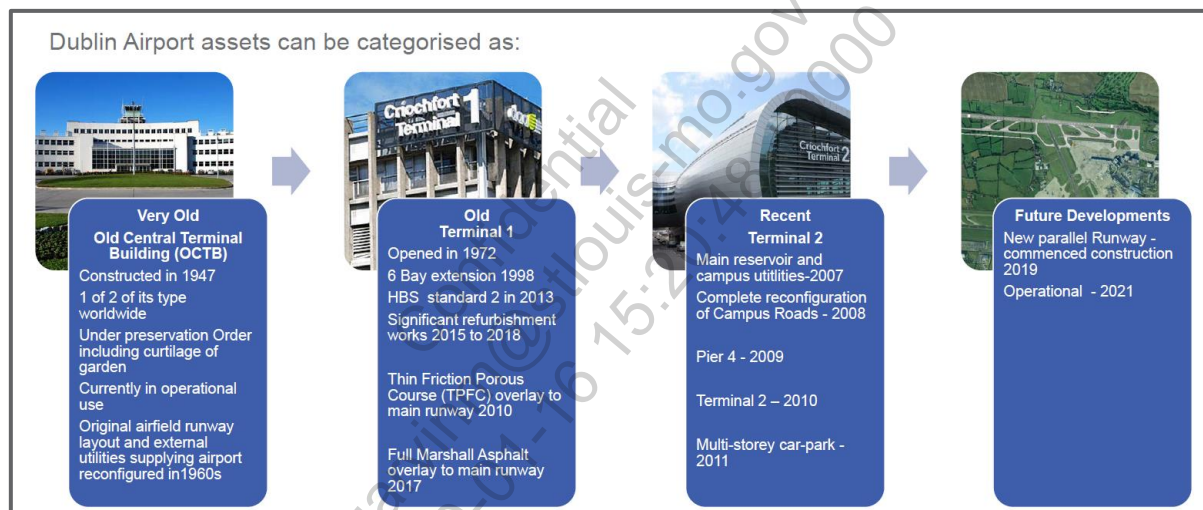 Dublin Airport assets can be categorised as:
Criochfort 1
Terminal
Criochfort
Terminal 2
Very Old
Old Central Terminal
Building (OCTB)
Constructed in 1947
1 of 2 of its type
worldwide
Under preservation Order
including curtilage of
garden
Currently in operational
use
Original airfield runway
layout and external
utilities supplying airport
reconfigured in1960s
Old
Terminal 1
Opened in 1972
6 Bay extension 1998
HBS standard 2 in 2013
Significant refurbishment
works 2015 to 2018
Thin Friction Porous
Course (TPFC) overlay to
main runway 2010
Full Marshall Asphalt
overlay to main runway
2017
Recent
Terminal 2
Main reservoir and
campus utitlities-2007
Complete reconfiguration
of Campus Roads - 2008
Pier 4 - 2009
Terminal 2 – 2010
Multi-storey car-park -
2011
Future Developments
New parallel Runway -
commenced construction
2019
Operational - 2021
Confidential